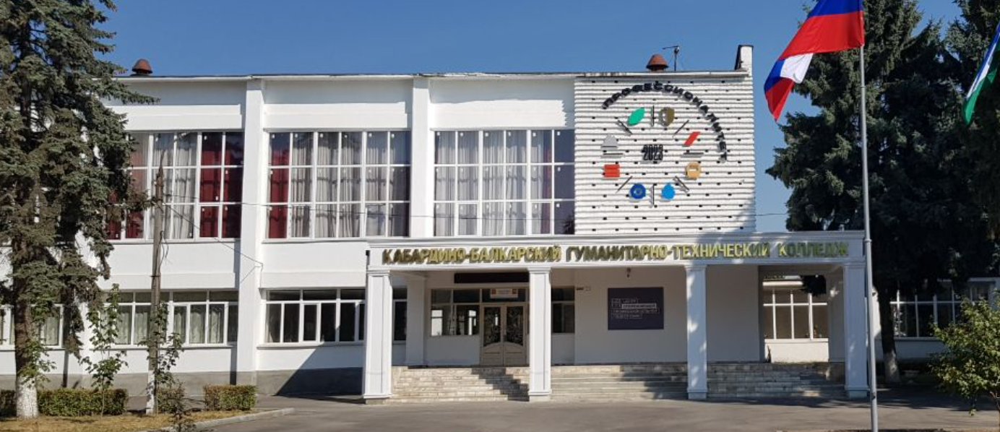 ПРОФЕССИОНАЛИТЕТ
2023
КАБАРДИНО-БАЛКАРСКИЙ ГУМАНИТАРНО-ТЕХНИЧЕСКИЙ КОЛЛЕДЖ